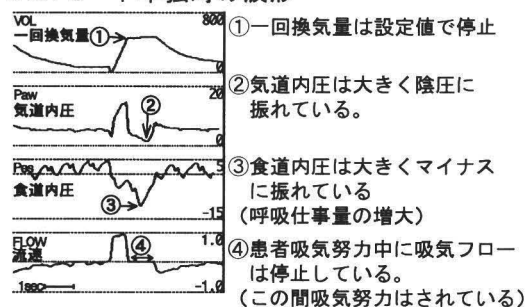 VOL
一回換気量①
800
0
①一回換気量は設定値で停止
Paw
気道内圧
20
②
0
②気道内圧は大きく陰圧に
振れている。
Pes
食道内圧
5
③
-15
③食道内圧は大きくマイナス
に振れている
(呼吸仕事量の増大)
FLOW
流速
1.0
④
1sec
-1.0
④患者吸気努力中に吸気フロー
は停止している。
(この間吸気努力はされている)